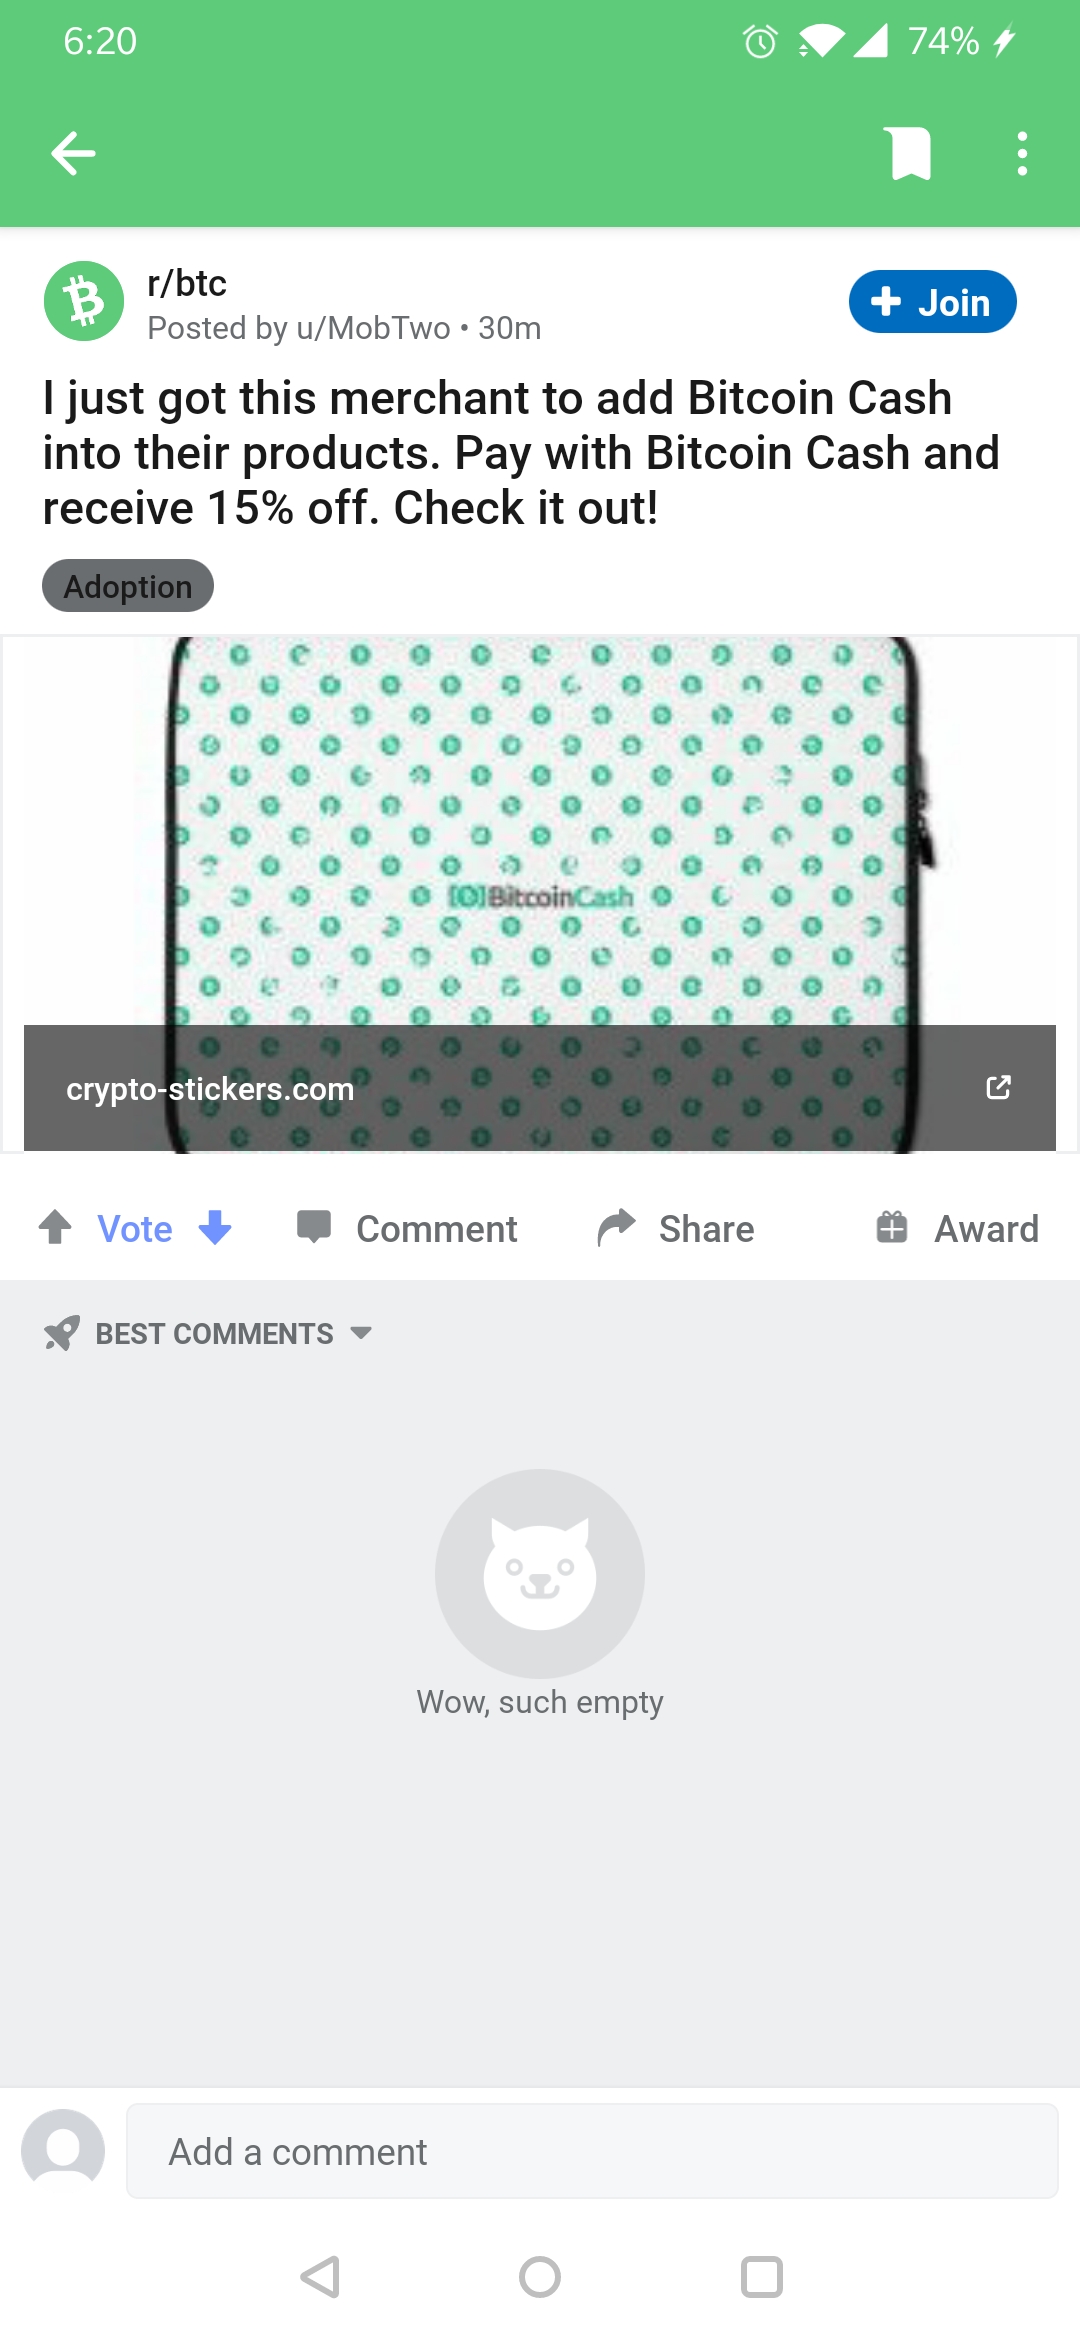 6:20
74%
r/btc
Posted by u/MobTwo • 30m
Join
I just got this merchant to add Bitcoin Cash
into their products. Pay with Bitcoin Cash and
receive 15% off. Check it out!
Adoption
[O]BitcoinCash
crypto-stickers.com
Vote
Comment
Share
Award
BEST COMMENTS
Wow, such empty
Add a comment